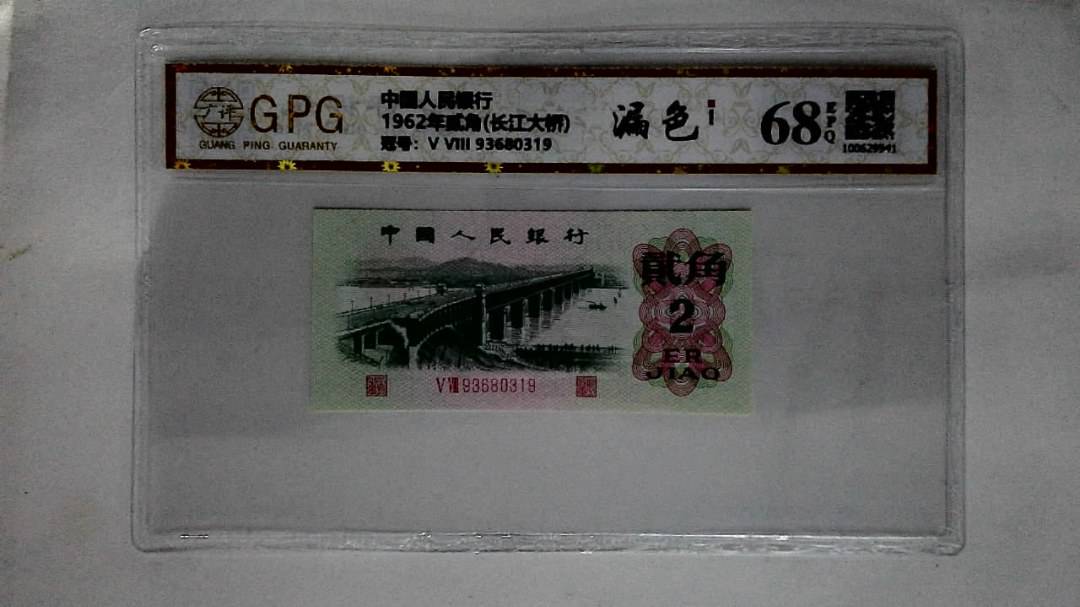 GPG
GUANG PING GUARANTY
中國人民銀行
1962年贰角(长江大桥)
冠号: V VIII 93680319
漏色
68 EPQ
100629941
中國人民銀行
貳角
2
ER
JIAO
V VIII 93680319